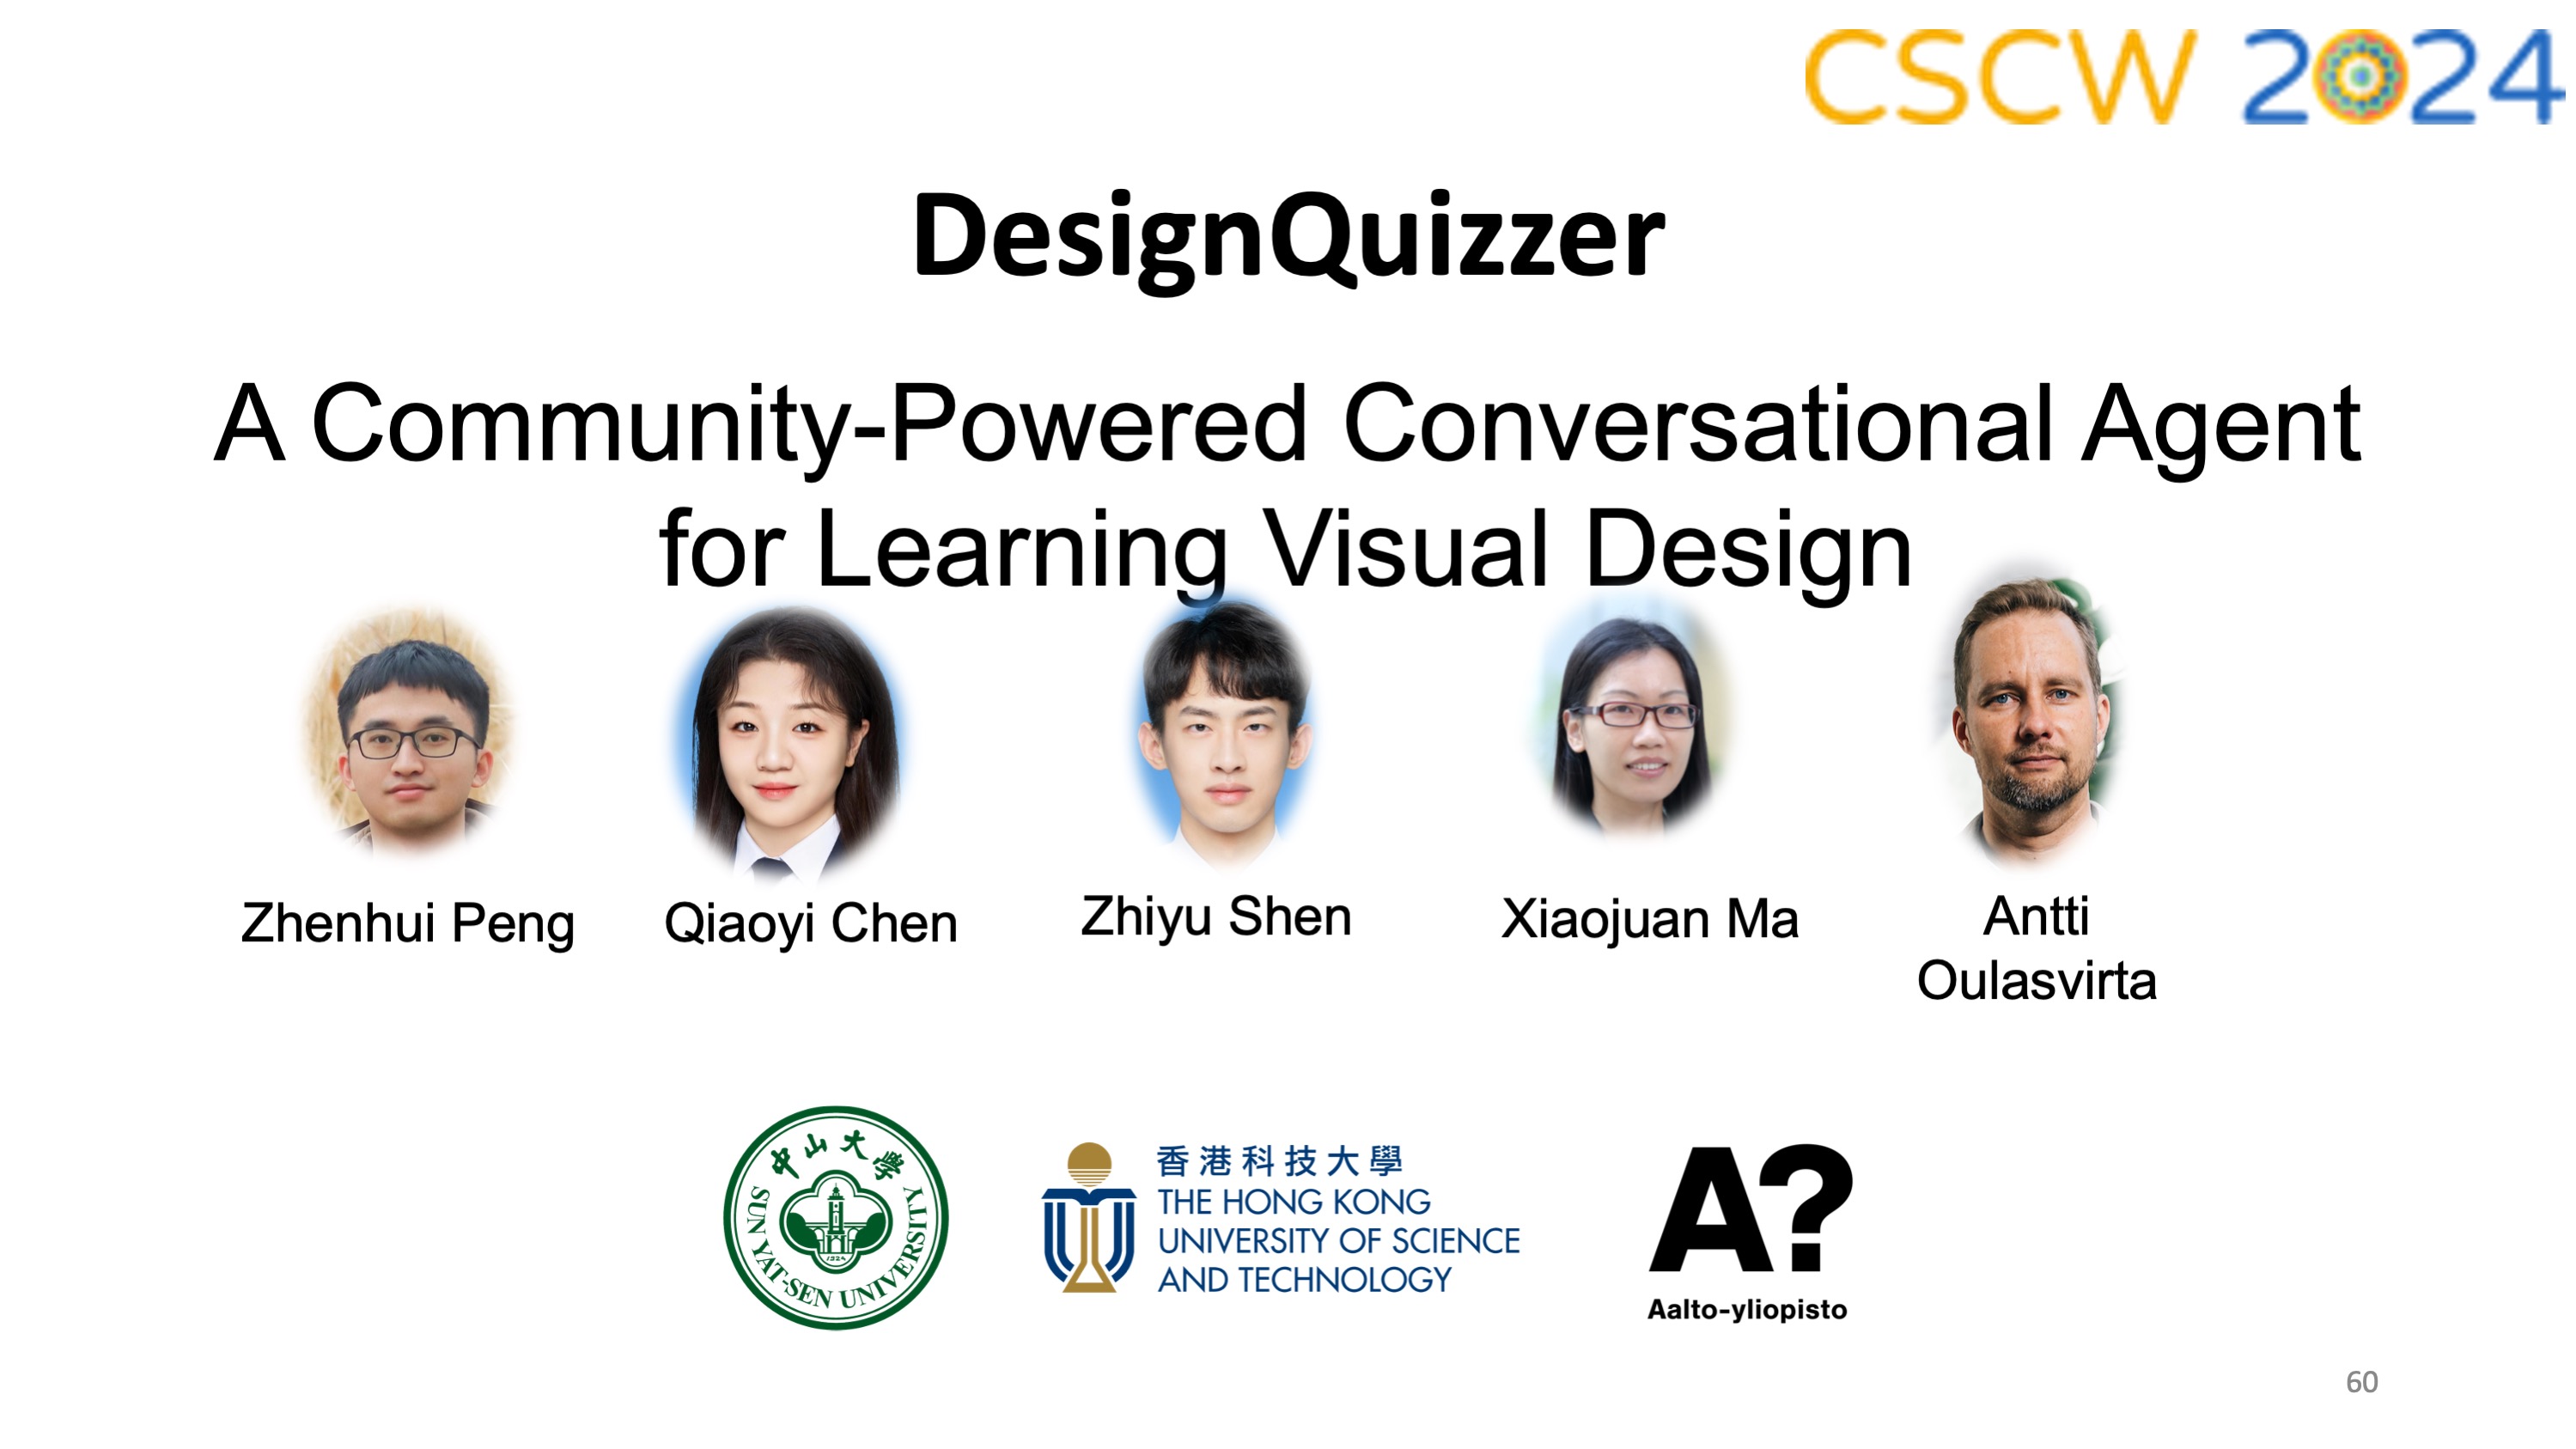 CSCW 2024
DesignQuizzer
A Community-Powered Conversational Agent
for Learning Visual Design
Zhenhui Peng
Qiaoyi Chen
Zhiyu Shen
Xiaojuan Ma
Antti
Oulasvirta
中山大學
SUN YAT-SEN UNIVERSITY
1924
香港科技大學
THE HONG KONG
UNIVERSITY OF SCIENCE
AND TECHNOLOGY
A?
Aalto-yliopisto
60